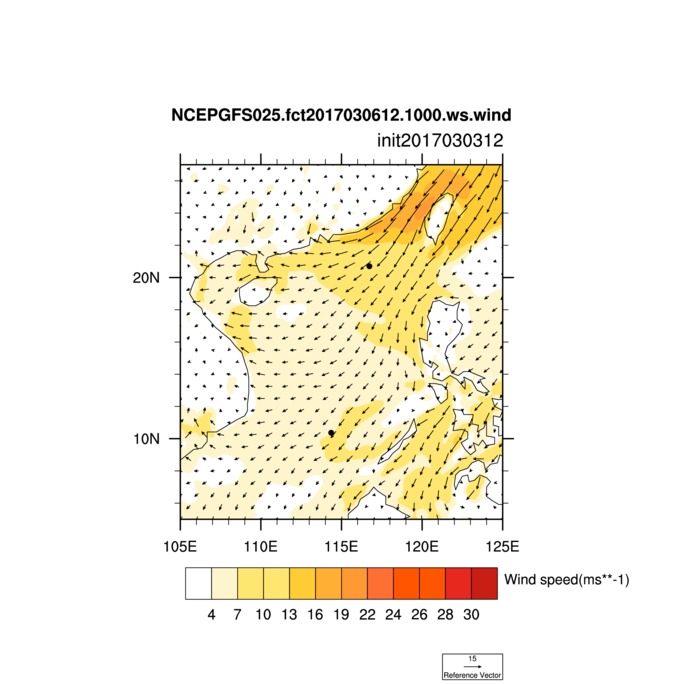 NCEPGFS025.fct2017030612.1000.ws.wind
init2017030312
20N
10N
105E 110E 115E 120E 125E
Wind speed(ms**-1)
4 7 10 13 16 19 22 24 26 28 30
15
Reference Vector